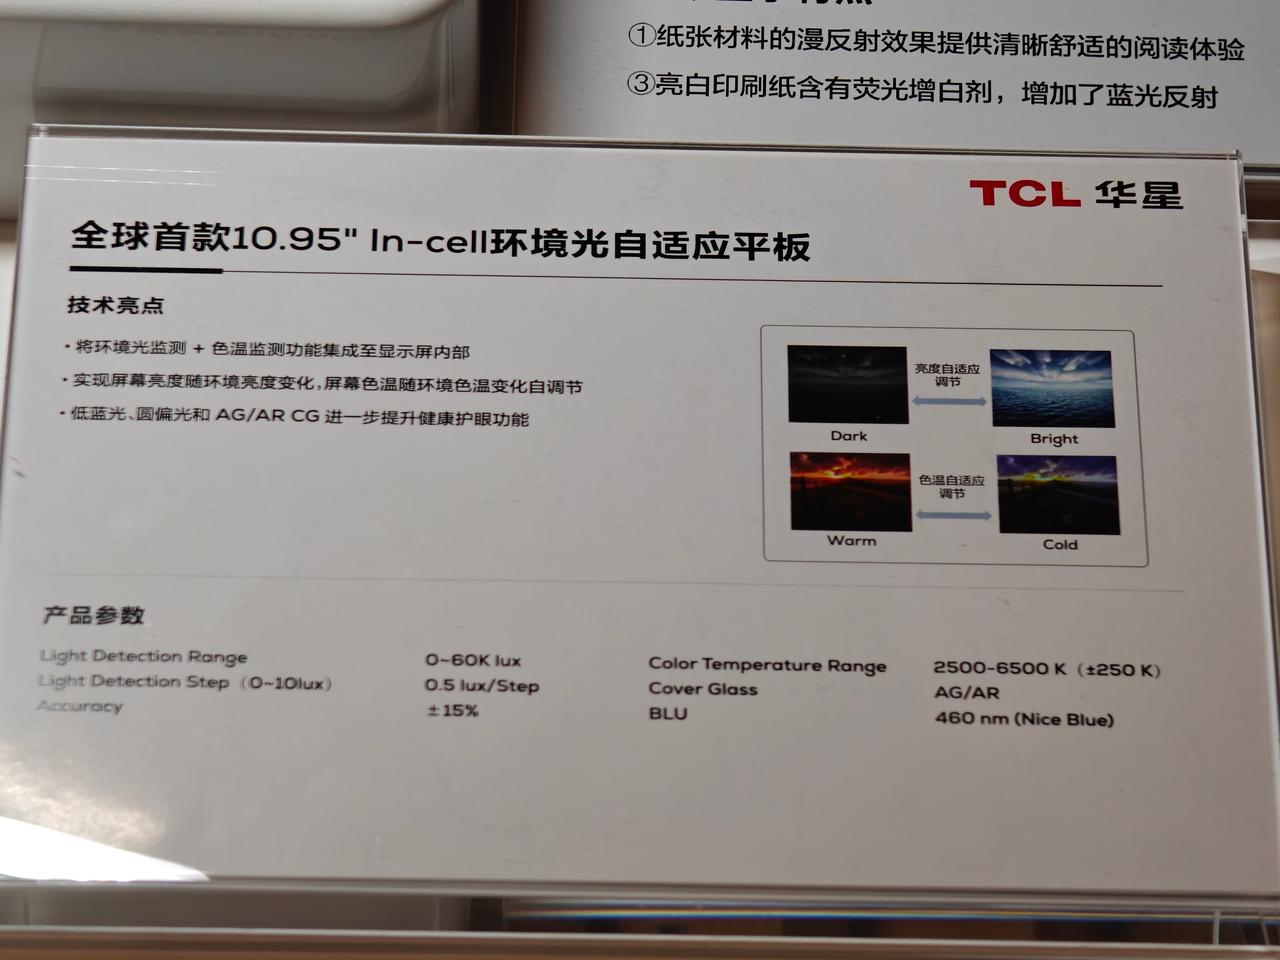 ①纸张材料的漫反射效果提供清晰舒适的阅读体验
③亮白印刷纸含有荧光增白剂，增加了蓝光反射
TCL 华星
全球首款10.95" In-cell环境光自适应平板
技术亮点
·将环境光监测 + 色温监测功能集成至显示屏内部
·实现屏幕亮度随环境亮度变化,屏幕色温随环境色温变化自调节
·低蓝光、圆偏光和 AG/AR CG 进一步提升健康护眼功能
亮度自适应
调节
Dark
Bright
色温自适应
调节
Warm
Cold
产品参数
Light Detection Range 0~60K lux Color Temperature Range 2500-6500 K（±250 K）
Light Detection Step（0~10lux） 0.5 lux/Step Cover Glass AG/AR
Accuracy ±15% BLU 460 nm (Nice Blue)